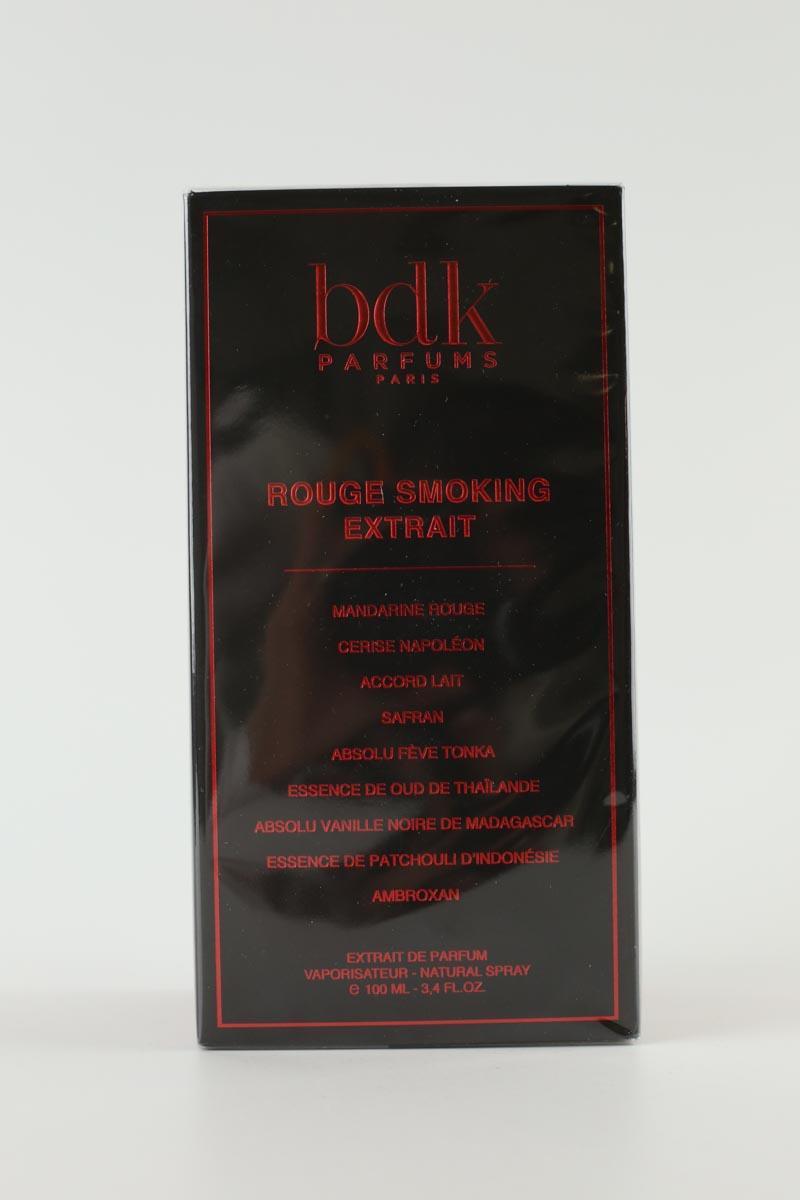 bdk
PARFUMS
PARIS
ROUGE SMOKING
EXTRAIT
MANDARINE ROUGE
CERISE NAPOLÉON
ACCORD LAIT
SAFRAN
ABSOLU FÈVE TONKA
ESSENCE DE OUD DE THAÏLANDE
ABSOLU VANILLE NOIRE DE MADAGASCAR
ESSENCE DE PATCHOULI D'INDONÉSIE
AMBROXAN
EXTRAIT DE PARFUM
VAPORISATEUR - NATURAL SPRAY
℮ 100 ML - 3,4 FL.OZ.